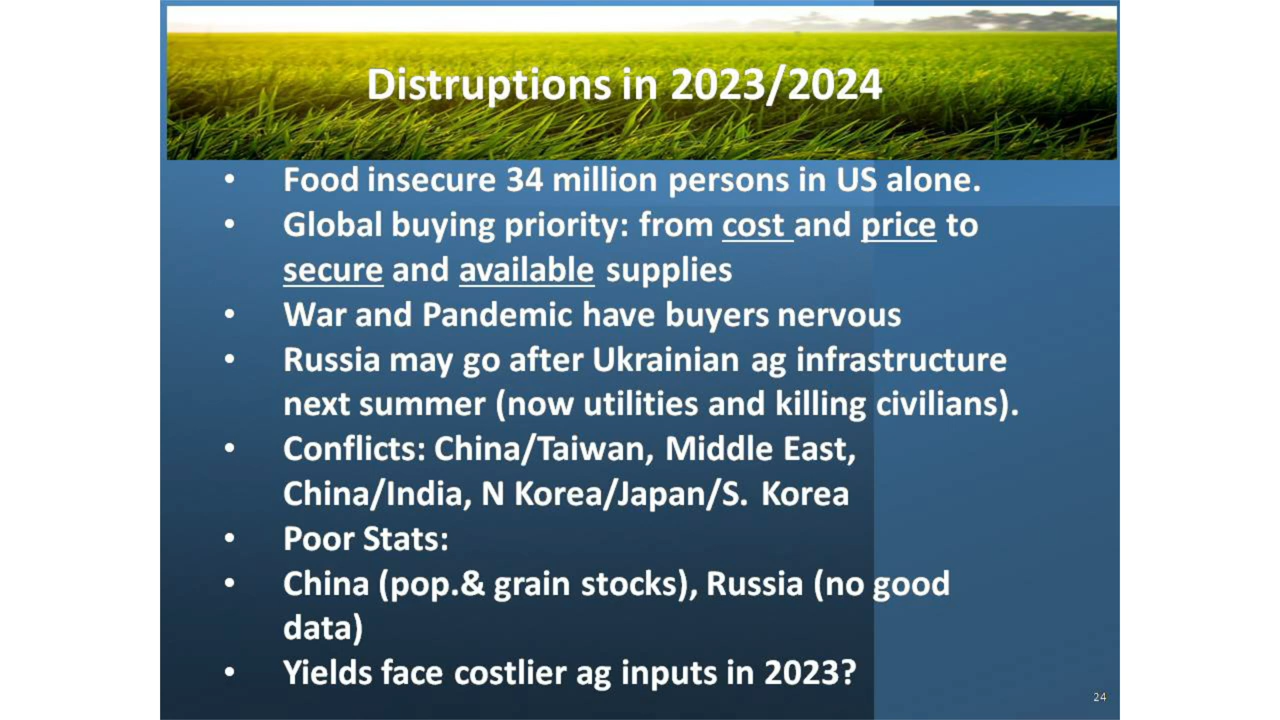 Distruptions in 2023/2024
• Food insecure 34 million persons in US alone.
• Global buying priority: from cost and price to
secure and available supplies
• War and Pandemic have buyers nervous
• Russia may go after Ukrainian ag infrastructure
next summer (now utilities and killing civilians).
• Conflicts: China/Taiwan, Middle East,
China/India, N Korea/Japan/S. Korea
• Poor Stats:
• China (pop.& grain stocks), Russia (no good
data)
• Yields face costlier ag inputs in 2023?
24